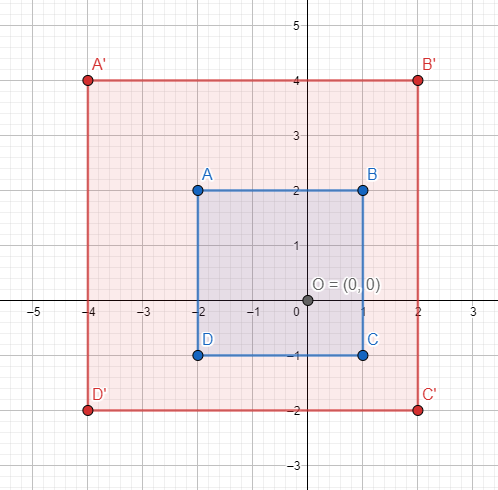 5
A' B'
4
3
A B
2
1
O = (0, 0)
–5 –4 –3 –2 –1 0 1 2 3
D C
–1
D' C'
–2
–3